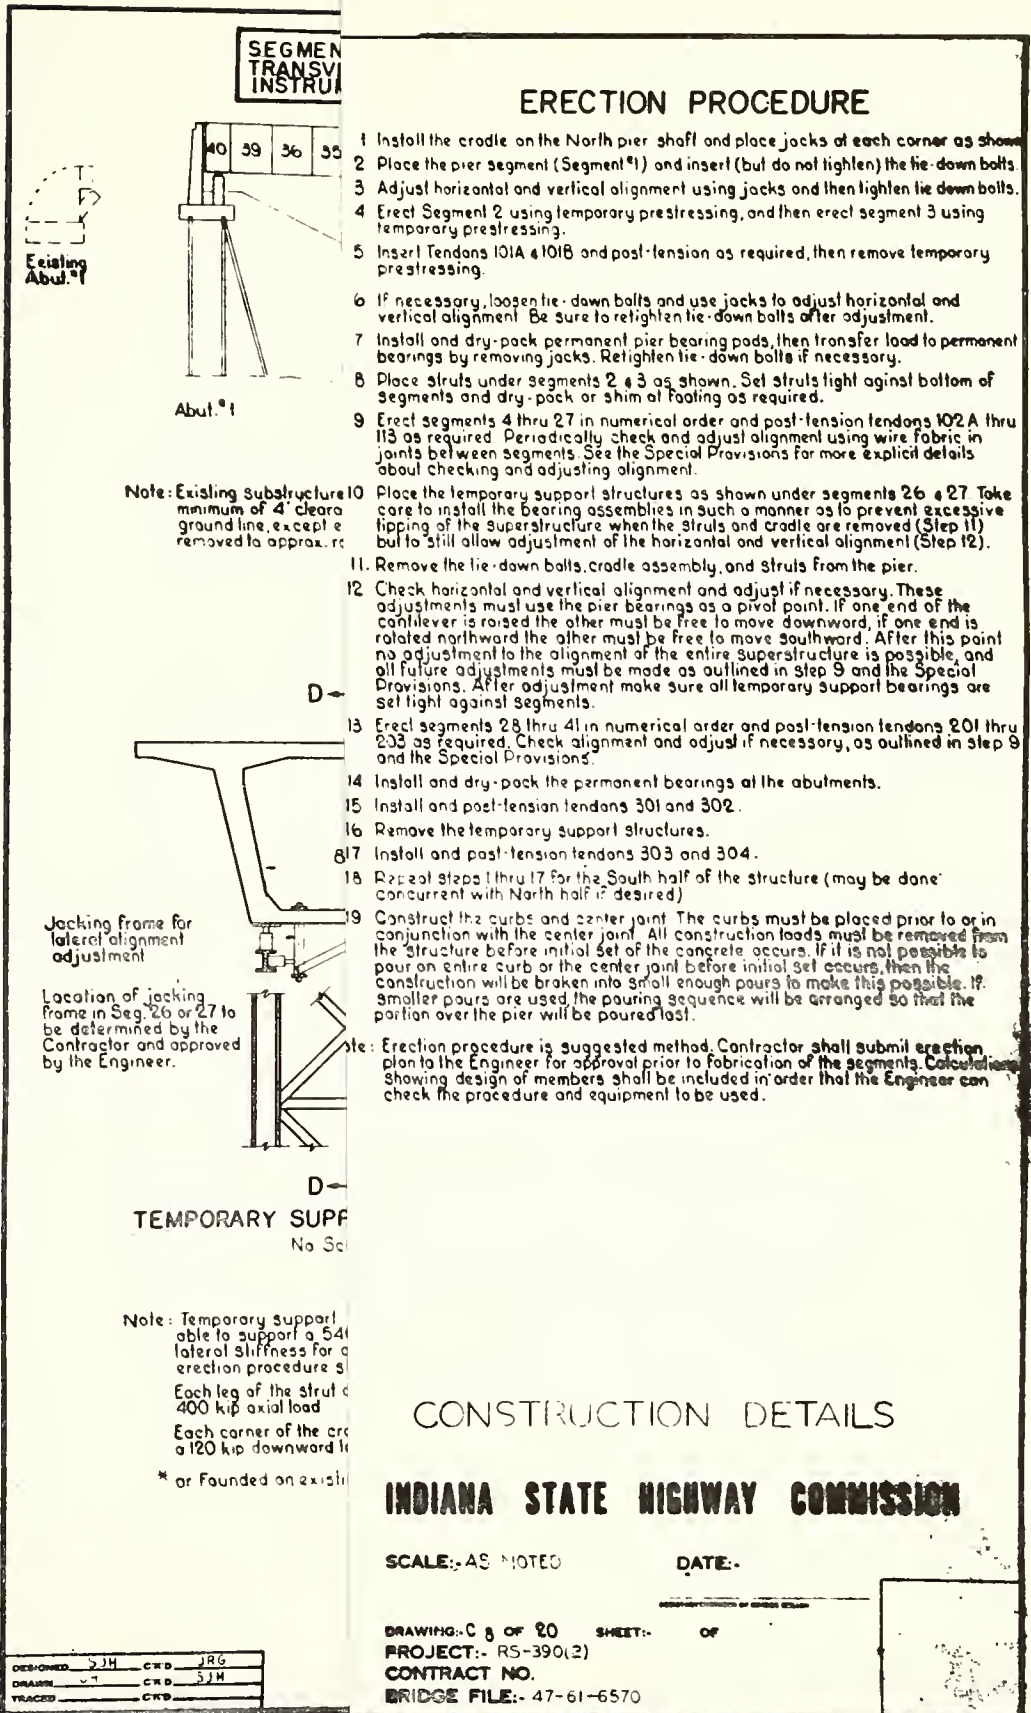 SEGMEN
TRANSV
INSTRU
40 39 36 35
Existing
Abut.#1
Abut.#1
Note: Existing Substructure
minimum of 4' cleara
ground line, except e
removed to approx. 
D
Jacking frame for
lateral alignment
adjustment
Location of jacking
frame in Seg. 26 or 27 to
be determined by the
Contractor and approved
by the Engineer.
D
TEMPORARY SUPP
No Sc
Note: Temporary support
able to support a 540
lateral stiffness for a
erection procedure s
Each leg of the strut c
400 kip axial load
Each corner of the cra
a 120 kip downward lo
* or Founded on existi
DESIGNED SJH CK'D JRG
DRAWN CK'D SJH
TRACED CK'D
ERECTION PROCEDURE
1 Install the cradle on the North pier shaft and place jacks at each corner as shown
2 Place the pier segment (Segment #1) and insert (but do not tighten) the tie-down bolts.
3 Adjust horizontal and vertical alignment using jacks and then tighten tie down bolts.
4 Erect Segment 2 using temporary prestressing, and then erect segment 3 using
temporary prestressing.
5 Insert Tendons 101A & 101B and post-tension as required, then remove temporary
prestressing.
6 If necessary, loosen tie-down bolts and use jacks to adjust horizontal and
vertical alignment Be sure to retighten tie-down bolts after adjustment.
7 Install and dry-pack permanent pier bearing pads, then transfer load to permanent
bearings by removing jacks. Retighten tie-down bolts if necessary.
8 Place struts under segments 2 & 3 as shown. Set struts tight aginst bottom of
segments and dry-pack or shim at footing as required.
9 Erect segments 4 thru 27 in numerical order and post-tension tendons 102A thru
113 as required Periodically check and adjust alignment using wire fabric in
joints between segments. See the Special Provisions for more explicit details
about checking and adjusting alignment.
10 Place the temporary support structures as shown under segments 26 & 27 Take
care to install the bearing assemblies in such a manner as to prevent excessive
tipping of the superstructure when the struts and cradle are removed (Step 11)
but to still allow adjustment of the horizontal and vertical alignment (Step 12).
11. Remove the tie-down bolts, cradle assembly, and struts from the pier.
12 Check horizontal and vertical alignment and adjust if necessary. These
adjustments must use the pier bearings as a pivot point. If one end of the
cantilever is raised the other must be free to move downward, if one end is
rotated northward the other must be free to move southward. After this point
no adjustment to the alignment of the entire superstructure is possible, and
all future adjustments must be made as outlined in step 9 and the Special
Provisions. After adjustment make sure all temporary support bearings are
set tight against segments.
13 Erect segments 28 thru 41 in numerical order and post-tension tendons 201 thru
203 as required. Check alignment and adjust if necessary, as outlined in step 9
and the Special Provisions.
14 Install and dry-pack the permanent bearings at the abutments.
15 Install and post-tension tendons 301 and 302.
16 Remove the temporary support structures.
8 17 Install and post-tension tendons 303 and 304.
18 Repeat steps 1 thru 17 for the South half of the structure (may be done
concurrent with North half if desired)
19 Construct the curbs and center joint The curbs must be placed prior to or in
conjunction with the center joint All construction loads must be removed from
the structure before initial set of the concrete occurs. If it is not possible to
pour an entire curb or the center joint before initial set occurs, then the
construction will be broken into small enough pours to make this possible. If
smaller pours are used, the pouring sequence will be arranged so that the
portion over the pier will be poured last.
ote: Erection procedure is suggested method. Contractor shall submit erection
plan to the Engineer for approval prior to fabrication of the segments. Calculations
showing design of members shall be included in order that the Engineer can
check the procedure and equipment to be used.
CONSTRUCTION DETAILS
INDIANA STATE HIGHWAY COMMISSION
SCALE:- AS NOTED DATE:-
DRAWING:- C 8 OF 20 SHEET:- OF
PROJECT:- RS-390(2)
CONTRACT NO.
BRIDGE FILE:- 47-61-6570